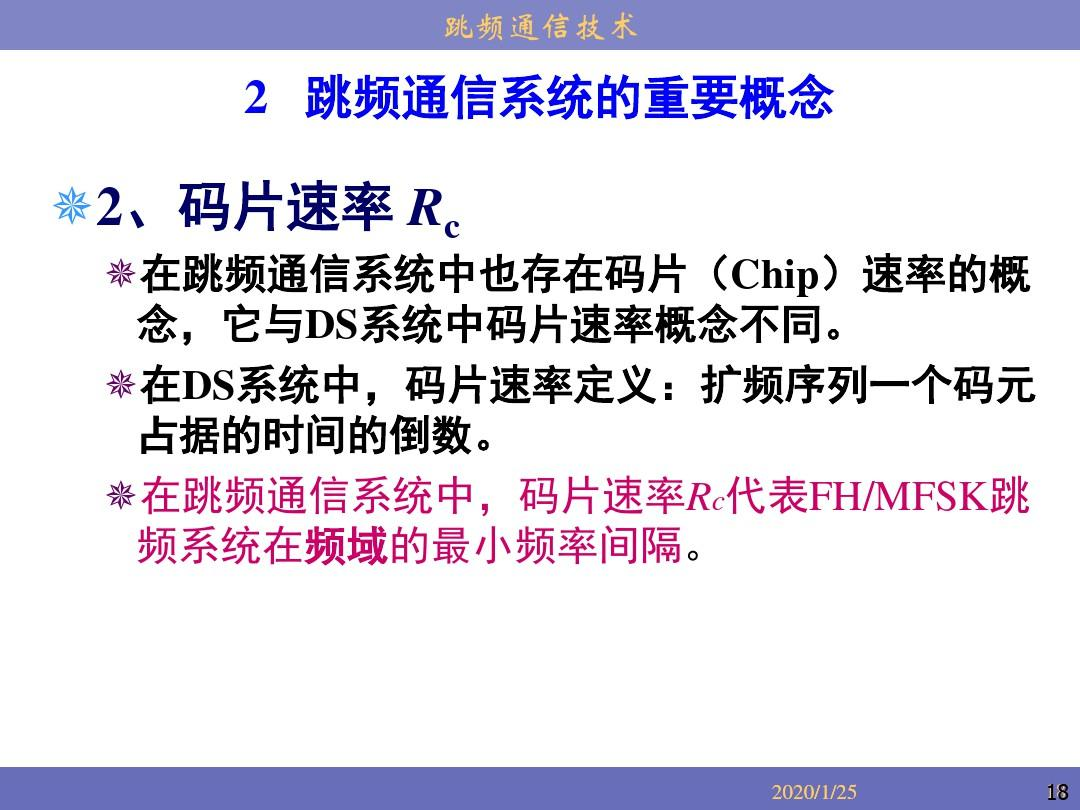 跳频通信技术
2 跳频通信系统的重要概念
2、码片速率 Rc
在跳频通信系统中也存在码片（Chip）速率的概
念，它与DS系统中码片速率概念不同。
在DS系统中，码片速率定义：扩频序列一个码元
占据的时间的倒数。
在跳频通信系统中，码片速率Rc代表FH/MFSK跳
频系统在频域的最小频率间隔。
2020/1/25 18